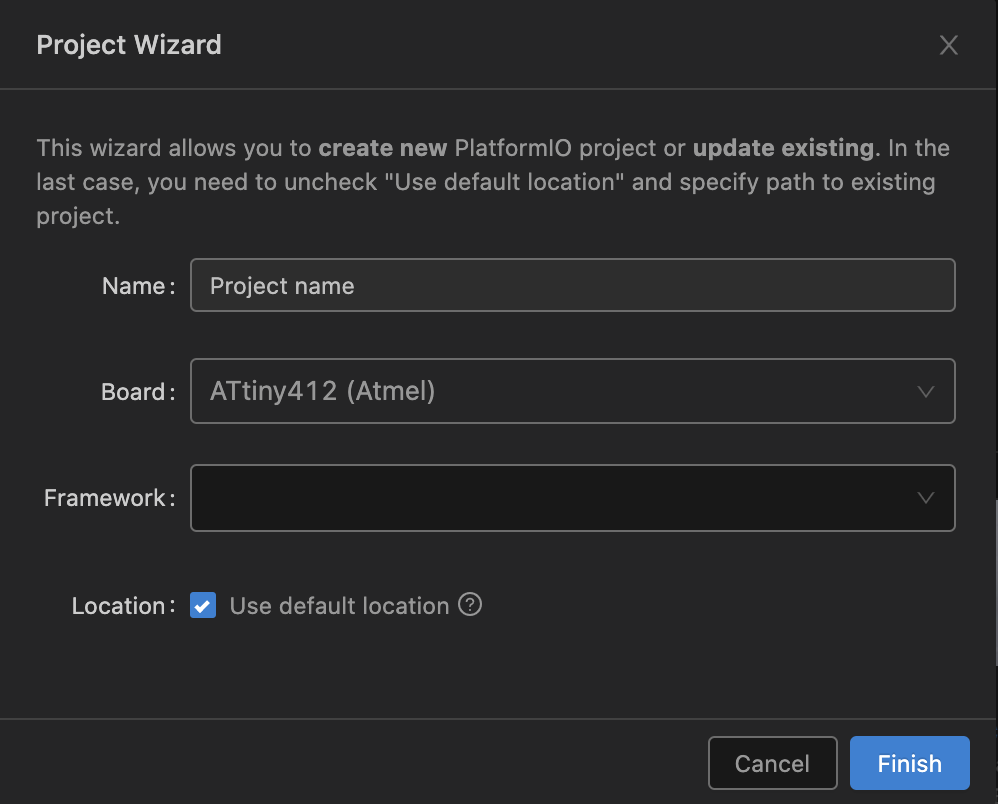 Project Wizard
This wizard allows you to create new PlatformIO project or update existing. In the
last case, you need to uncheck "Use default location" and specify path to existing
project.
Name: Project name
Board: ATtiny412 (Atmel)
Framework:
Location: Use default location ?
Cancel Finish